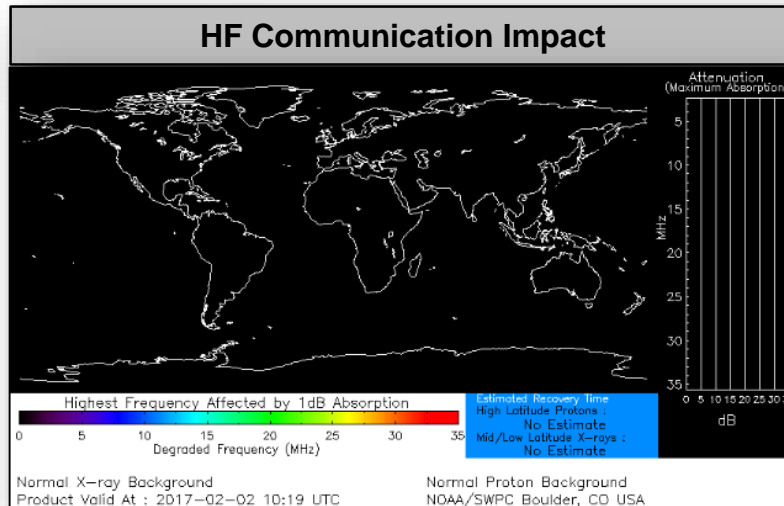 HF Communication Impact
Attenuation
(Maximum Absorption
5
10
15
20
25
30
35
MHz
0 5 10 15 20 25 30 3
dB
Highest Frequency Affected by 1dB Absorption
0 5 10 15 20 25 30 35
Degraded Frequency (MHz)
Estimated Recovery Time
High Latitude Protons :
No Estimate
Mid/Low Latitude X-rays :
No Estimate
Normal X-ray Background
Product Valid At : 2017-02-02 10:19 UTC
Normal Proton Background
NOAA/SWPC Boulder, CO USA